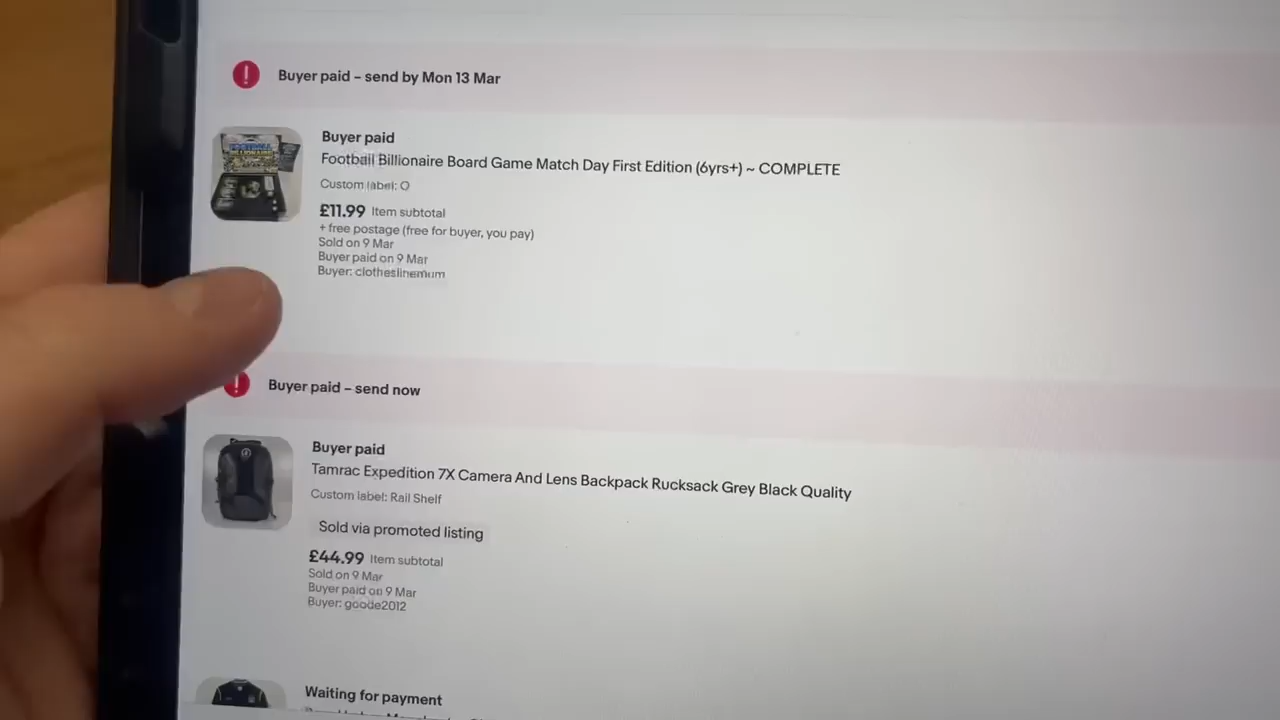 Buyer paid – send by Mon 13 Mar
Buyer paid
Football Billionaire Board Game Match Day First Edition (6yrs+) ~ COMPLETE
Custom label: O
£11.99 Item subtotal
+ free postage (free for buyer, you pay)
Sold on 9 Mar
Buyer paid on 9 Mar
Buyer: clotheslinemum
Buyer paid – send now
Buyer paid
Tamrac Expedition 7X Camera And Lens Backpack Rucksack Grey Black Quality
Custom label: Rail Shelf
Sold via promoted listing
£44.99 Item subtotal
Sold on 9 Mar
Buyer paid on 9 Mar
Buyer: goode2012
Waiting for payment